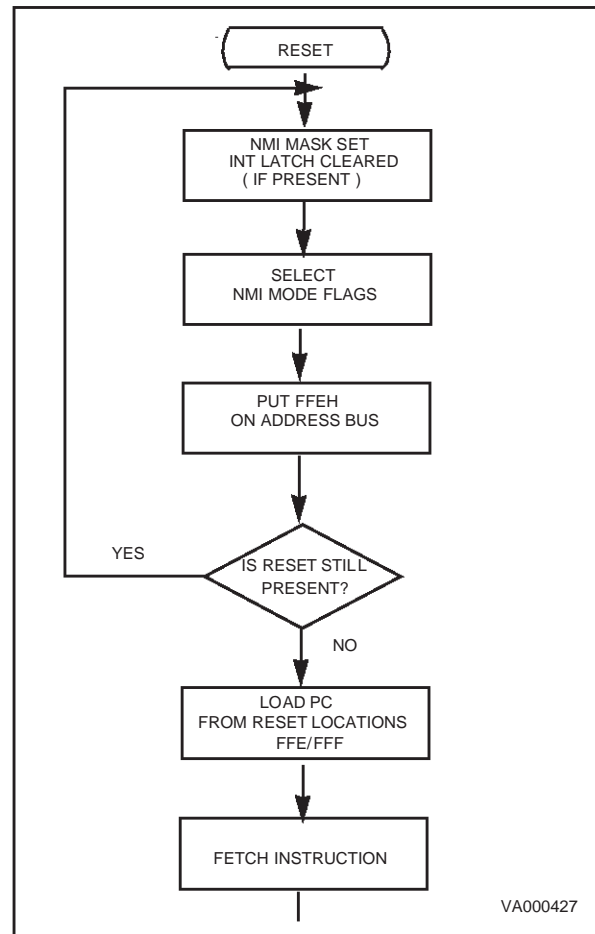 RESET
NMI MASK SET
INT LATCH CLEARED
( IF PRESENT )
SELECT
NMI MODE FLAGS
PUT FFEH
ON ADDRESS BUS
YES
IS RESET STILL
PRESENT?
NO
LOAD PC
FROM RESET LOCATIONS
FFE/FFF
FETCH INSTRUCTION
VA000427